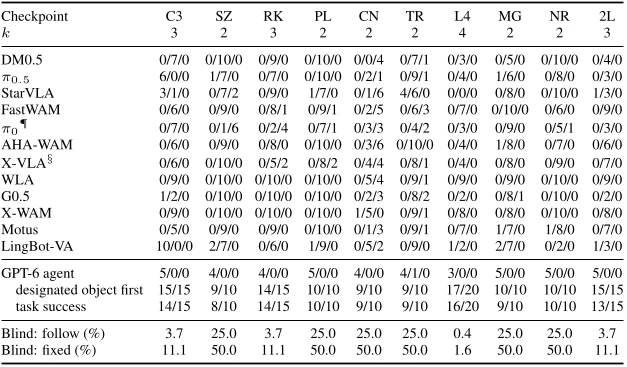 Checkpoint C3 SZ RK PL CN TR L4 MG NR 2L
k 3 2 3 2 2 2 4 2 2 3
DM0.5 0/7/0 0/10/0 0/9/0 0/10/0 0/0/4 0/7/1 0/3/0 0/5/0 0/10/0 0/4/0
π0.5 6/0/0 1/7/0 0/7/0 0/10/0 0/2/1 0/9/1 0/4/0 1/6/0 0/8/0 0/3/0
StarVLA 3/1/0 0/7/2 0/9/0 1/7/0 0/1/6 4/6/0 0/0/0 0/8/0 0/10/0 1/3/0
FastWAM 0/6/0 0/9/0 0/8/1 0/9/1 0/2/5 0/6/3 0/7/0 0/10/0 0/6/0 0/9/0
π0¶ 0/7/0 0/1/6 0/2/4 0/7/1 0/3/3 0/4/2 0/3/0 0/9/0 0/5/1 0/3/0
AHA-WAM 0/6/0 0/9/0 0/8/0 0/10/0 0/3/6 0/10/0 0/4/0 1/8/0 0/7/0 0/6/0
X-VLA§ 0/6/0 0/10/0 0/5/2 0/8/2 0/4/4 0/8/1 0/4/0 0/8/0 0/9/0 0/7/0
WLA 0/9/0 0/10/0 0/10/0 0/10/0 0/5/4 0/9/1 0/9/0 0/9/0 0/10/0 0/9/0
G0.5 1/2/0 0/10/0 0/10/0 0/10/0 0/2/3 0/8/2 0/2/0 0/8/1 0/10/0 0/2/0
X-WAM 0/9/0 0/10/0 0/10/0 0/10/0 1/5/0 0/9/1 0/8/0 0/8/0 0/10/0 0/8/0
Motus 0/5/0 0/9/0 0/9/0 0/10/0 0/1/3 0/9/1 0/7/0 1/7/0 1/8/0 0/7/0
LingBot-VA 10/0/0 2/7/0 0/6/0 1/9/0 0/5/2 0/9/0 1/2/0 2/7/0 0/2/0 1/3/0
GPT-6 agent 5/0/0 4/0/0 4/0/0 5/0/0 4/0/0 4/1/0 3/0/0 5/0/0 5/0/0 5/0/0
designated object first 15/15 9/10 14/15 10/10 9/10 9/10 17/20 10/10 10/10 15/15
task success 14/15 8/10 14/15 10/10 9/10 9/10 16/20 9/10 10/10 13/15
Blind: follow (%) 3.7 25.0 3.7 25.0 25.0 25.0 0.4 25.0 25.0 3.7
Blind: fixed (%) 11.1 50.0 11.1 50.0 50.0 50.0 1.6 50.0 50.0 11.1